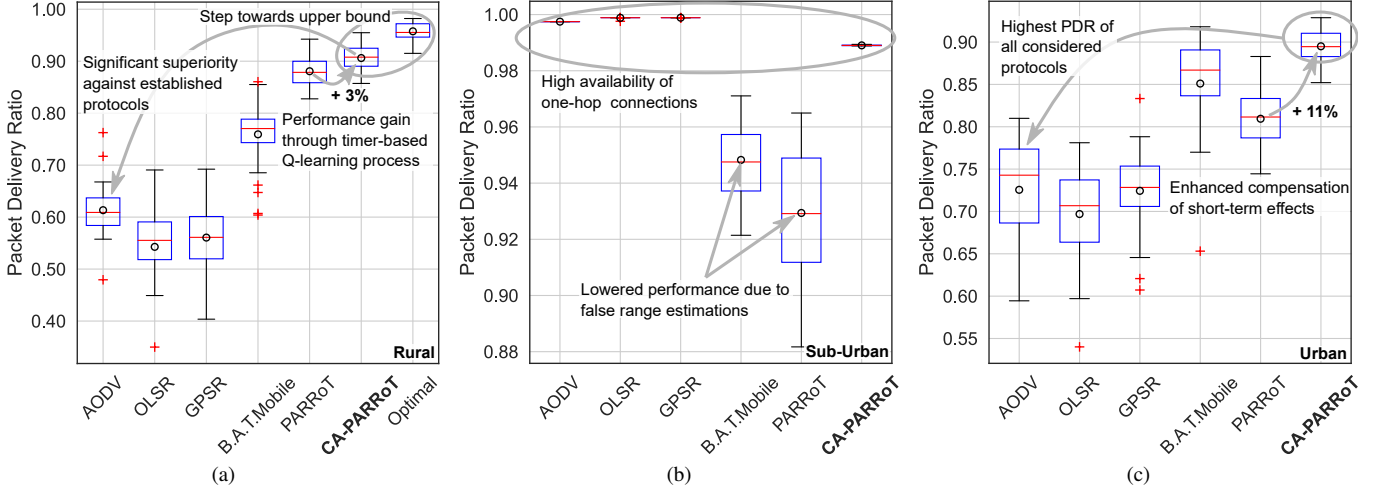 Packet Delivery Ratio
1.00
0.90
0.80
0.70
0.60
0.50
0.40
Step towards upper bound
Significant superiority
against established
protocols
+ 3%
Performance gain
through timer-based
Q-learning process
Rural
AODV
OLSR
GPSR
B.A.T.Mobile
PARRoT
CA-PARRoT
Optimal
(a)
Packet Delivery Ratio
1.00
0.98
0.96
0.94
0.92
0.90
0.88
High availability of
one-hop connections
Lowered performance due to
false range estimations
Sub-Urban
AODV
OLSR
GPSR
B.A.T.Mobile
PARRoT
CA-PARRoT
(b)
Packet Delivery Ratio
0.90
0.85
0.80
0.75
0.70
0.65
0.60
0.55
Highest PDR of
all considered
protocols
+ 11%
Enhanced compensation
of short-term effects
Urban
AODV
OLSR
GPSR
B.A.T.Mobile
PARRoT
CA-PARRoT
(c)